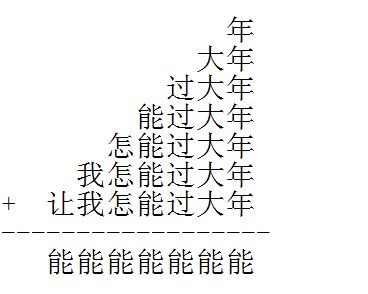 年
大年
过大年
能过大年
怎能过大年
我怎能过大年
+ 让我怎能过大年
------------------
能能能能能能能